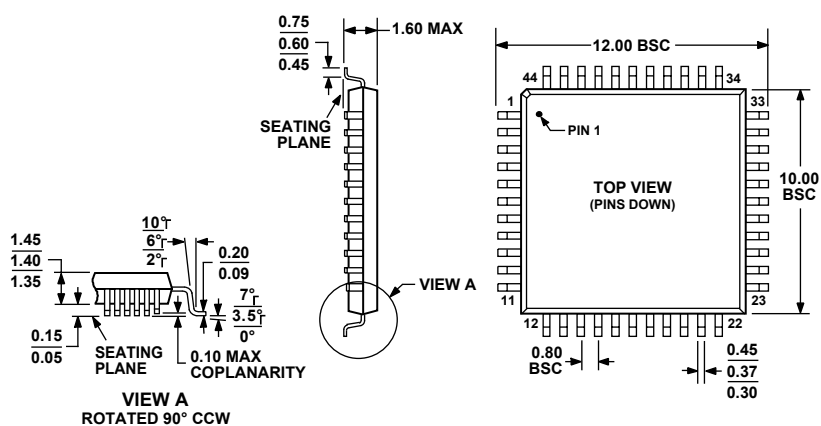 0.75
0.60
0.45
1.60 MAX
SEATING
PLANE
VIEW A
12.00 BSC
44
34
1
33
PIN 1
TOP VIEW
(PINS DOWN)
10.00
BSC
11
23
12
22
0.80
BSC
0.45
0.37
0.30
1.45
1.40
1.35
0.15
0.05
SEATING
PLANE
10°
6°
2°
0.20
0.09
7°
3.5°
0°
0.10 MAX
COPLANARITY
VIEW A
ROTATED 90° CCW